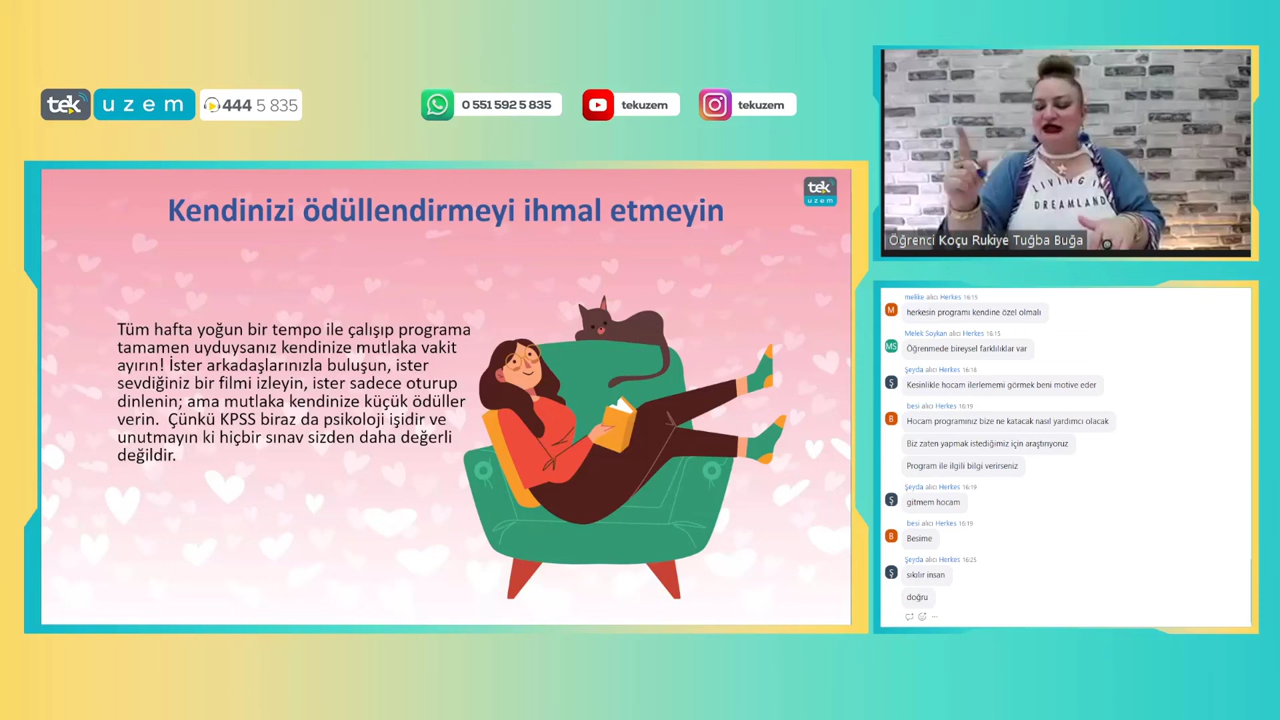 tek uzem 444 5 835
0 551 592 5 835
tekuzem
tekuzem
Kendinizi ödüllendirmeyi ihmal etmeyin
tek
uzem
Tüm hafta yoğun bir tempo ile çalışıp programa
tamamen uyduysanız kendinize mutlaka vakit
ayırın! İster arkadaşlarınızla buluşun, ister
sevdiğiniz bir filmi izleyin, ister sadece oturup
dinlenin; ama mutlaka kendinize küçük ödüller
verin. Çünkü KPSS biraz da psikoloji işidir ve
unutmayın ki hiçbir sınav sizden daha değerli
değildir.
LIVING IN
DREAMLAND
Öğrenci Koçu Rukiye Tuğba Buğa
melike alıcı Herkes 16:15
M herkesin programı kendine özel olmalı
Melek Soykan alıcı Herkes 16:15
MS Öğrenmede bireysel farklılıklar var
Şeyda alıcı Herkes 16:18
Ş Kesinlikle hocam ilerlememi görmek beni motive eder
besi alıcı Herkes 16:19
B Hocam programınız bize ne katacak nasıl yardımcı olacak
Biz zaten yapmak istediğimiz için araştırıyoruz
Program ile ilgili bilgi verirseniz
Şeyda alıcı Herkes 16:19
Ş gitmem hocam
besi alıcı Herkes 16:19
B Besime
Şeyda alıcı Herkes 16:25
Ş sıkılır insan
doğru